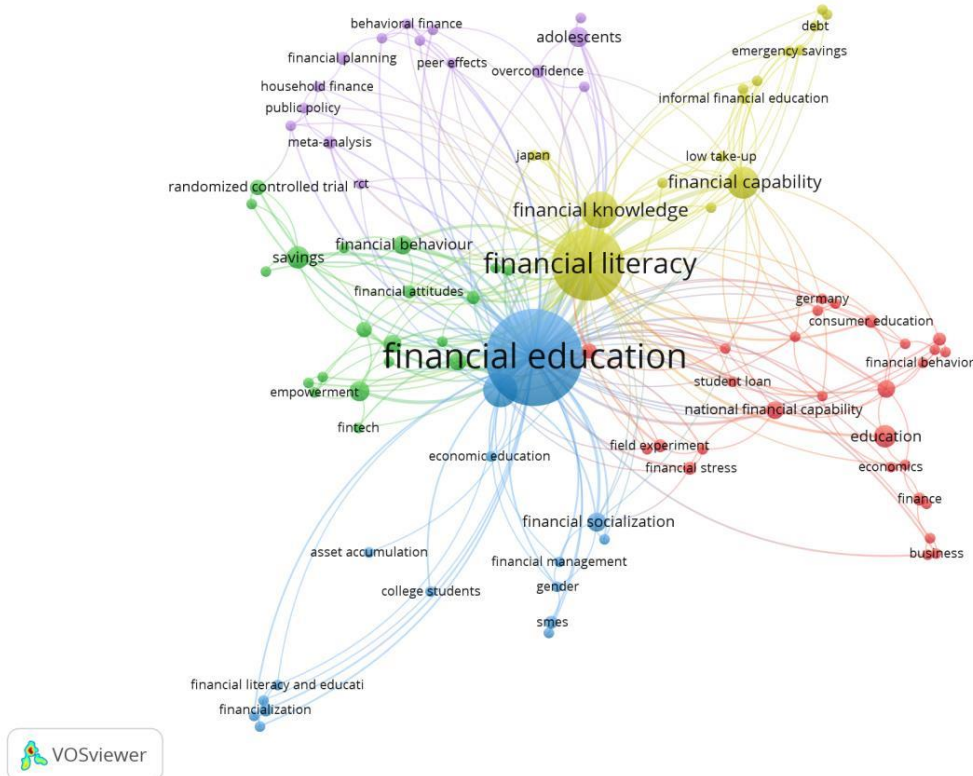 debt
behavioral finance
adolescents
emergency savings
financial planning
peer effects
overconfidence
household finance
informal financial education
public policy
meta-analysis
japan
low take-up
randomized controlled trial
rct
financial capability
financial knowledge
financial behaviour
savings
financial literacy
financial attitudes
germany
consumer education
financial education
financial behavior
student loan
empowerment
national financial capability
fintech
education
field experiment
economic education
financial stress
economics
finance
financial socialization
asset accumulation
business
financial management
college students
gender
smes
financial literacy and educati
financialization
VOSviewer